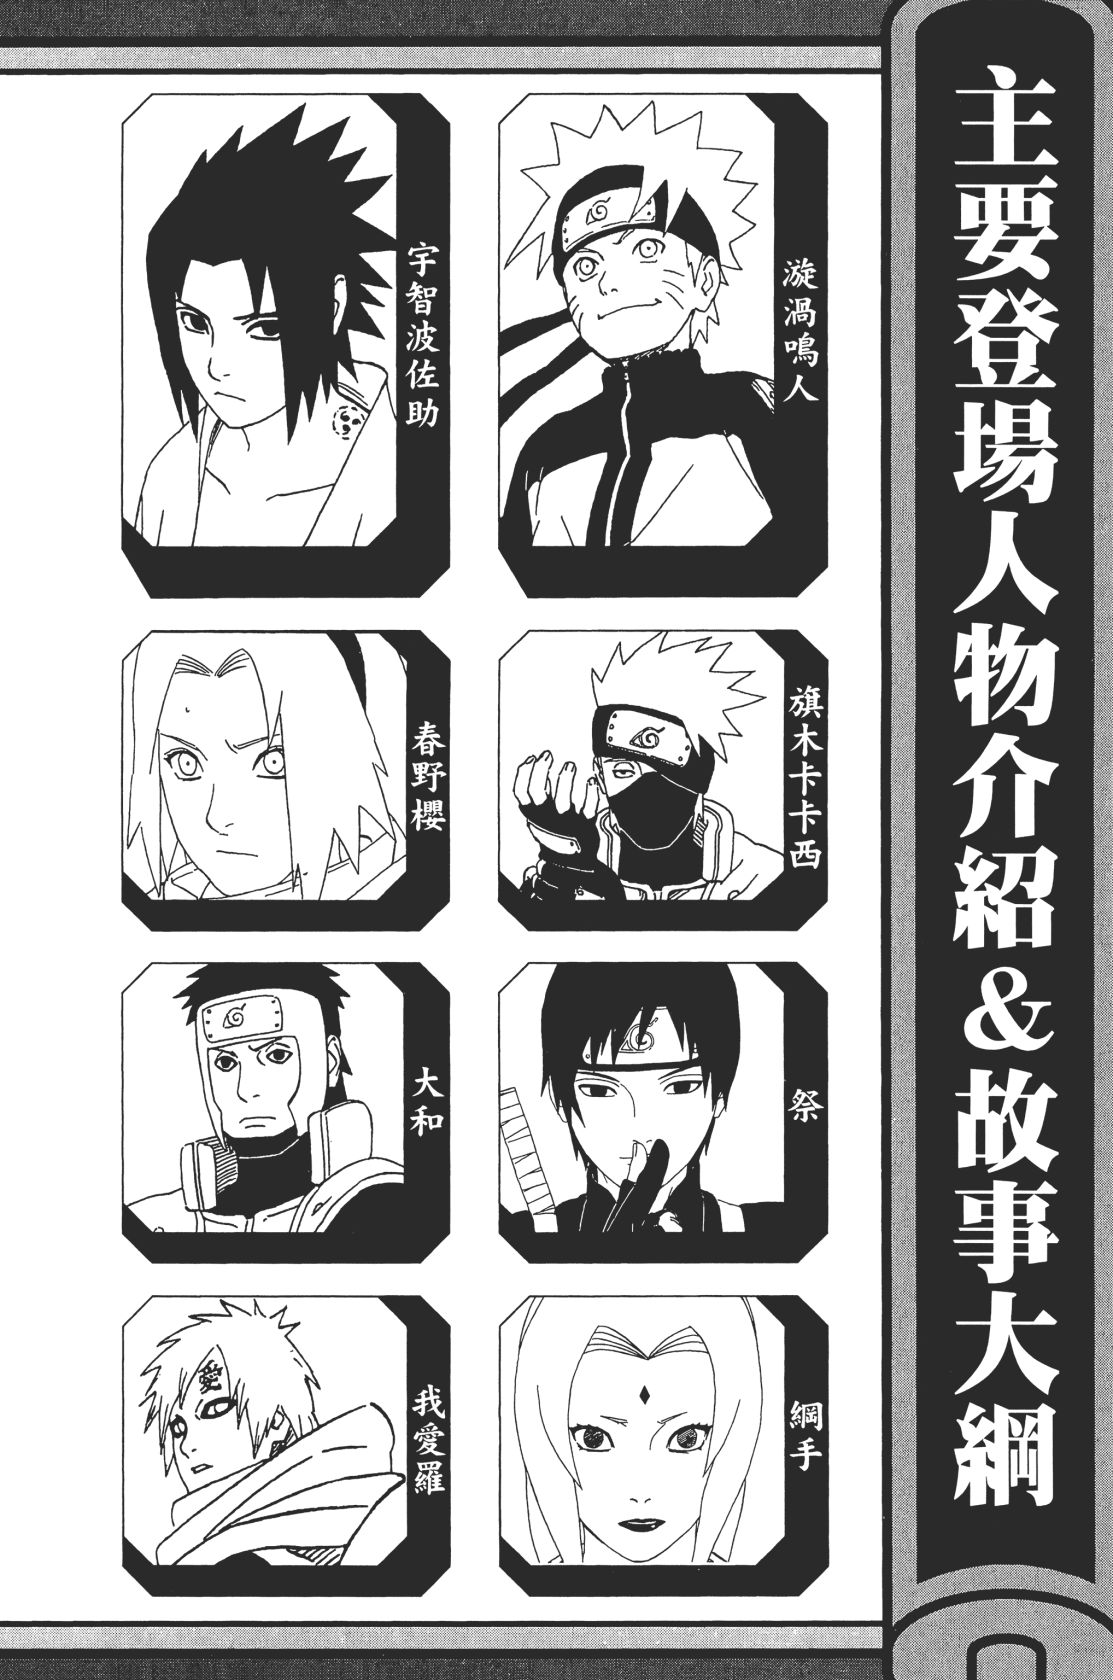 主要登場人物介紹&故事大綱
漩渦鳴人
宇智波佐助
旗木卡卡西
春野櫻
祭
大和
綱手
我愛羅
愛